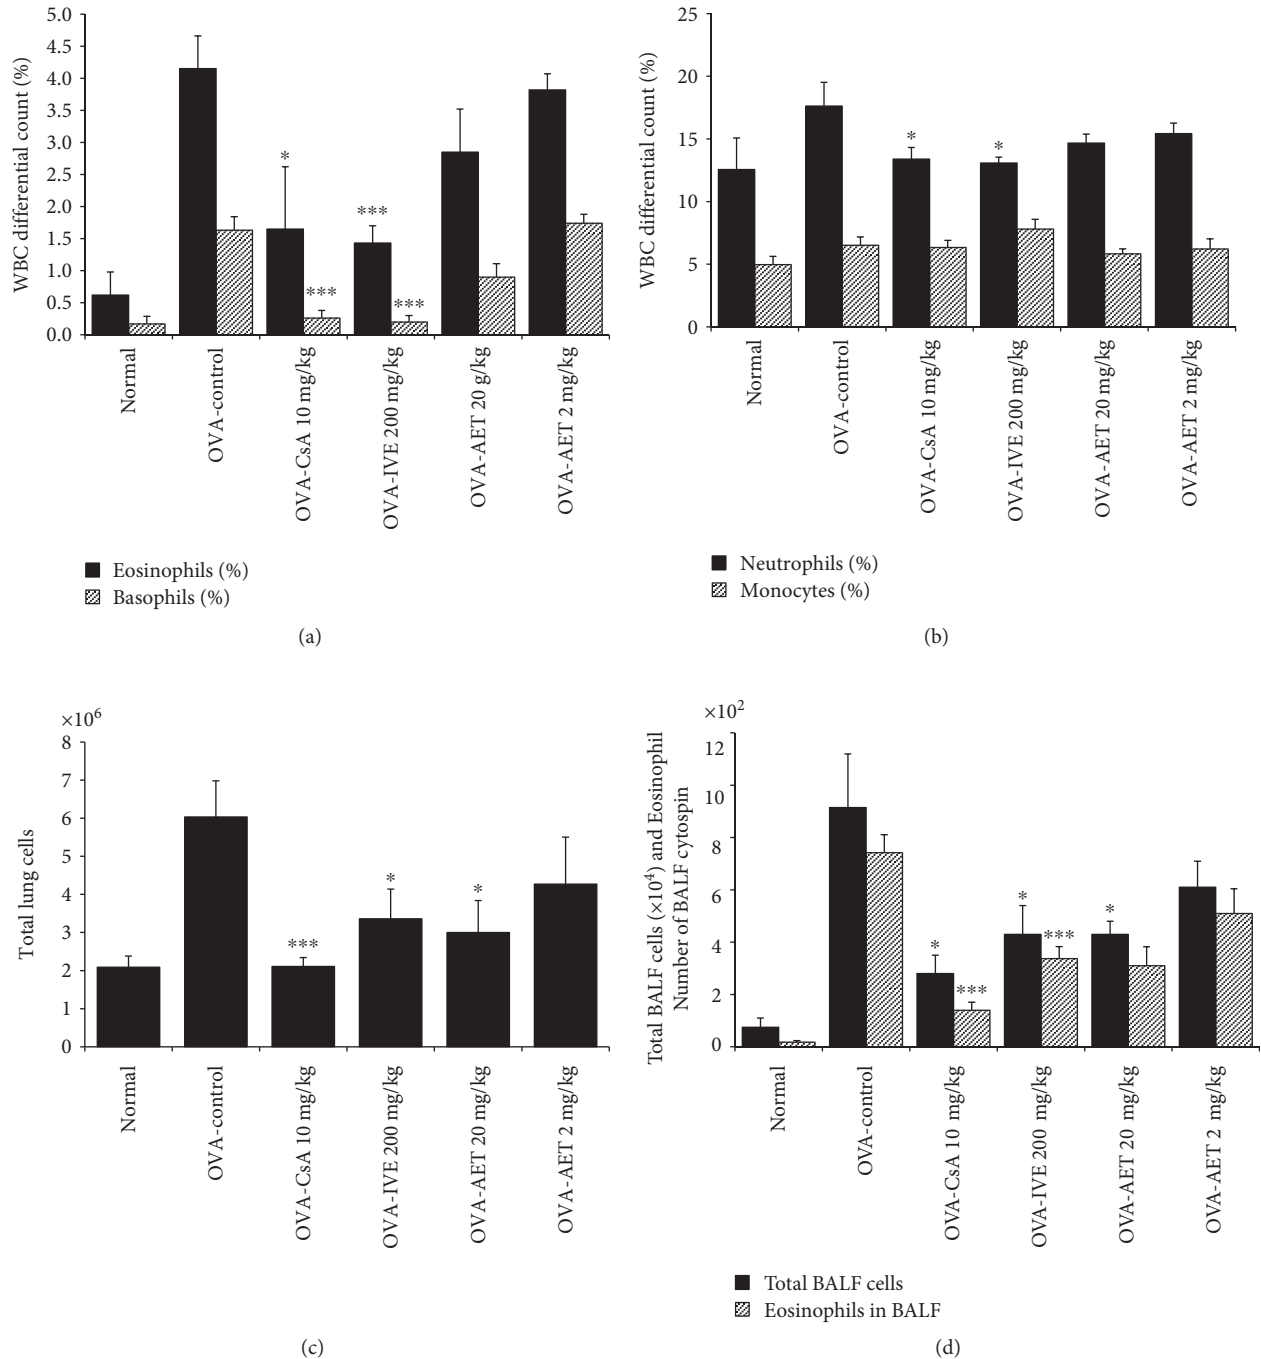 5.0
4.5
4.0
3.5
3.0
2.5
2.0
1.5
1.0
0.5
0.0
WBC differential count (%)
*
***
***
***
Normal
OVA-control
OVA-CsA 10 mg/kg
OVA-IVE 200 mg/kg
OVA-AET 20 g/kg
OVA-AET 2 mg/kg
Eosinophils (%)
Basophils (%)
(a)
25
20
15
10
5
0
WBC differential count (%)
*
*
Normal
OVA-control
OVA-CsA 10 mg/kg
OVA-IVE 200 mg/kg
OVA-AET 20 mg/kg
OVA-AET 2 mg/kg
Neutrophils (%)
Monocytes (%)
(b)
×10⁶
8
7
6
5
4
3
2
1
0
Total lung cells
***
*
*
Normal
OVA-control
OVA-CsA 10 mg/kg
OVA-IVE 200 mg/kg
OVA-AET 20 mg/kg
OVA-AET 2 mg/kg
(c)
×10²
12
10
8
6
4
2
0
Total BALF cells (×10⁴) and Eosinophil
Number of BALF cytospin
*
***
*
***
*
Normal
OVA-control
OVA-CsA 10 mg/kg
OVA-IVE 200 mg/kg
OVA-AET 20 mg/kg
OVA-AET 2 mg/kg
Total BALF cells
Eosinophils in BALF
(d)